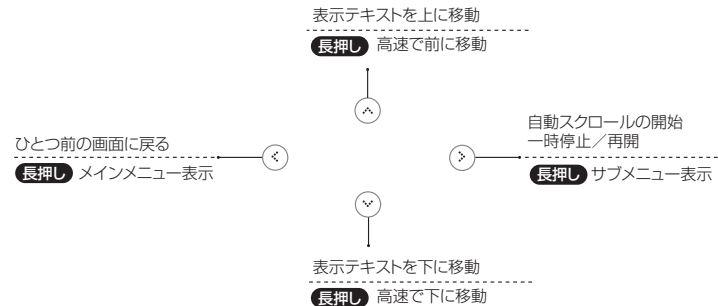 表示テキストを上に移動
長押し 高速で前に移動
ひとつ前の画面に戻る
長押し メインメニュー表示
自動スクロールの開始
一時停止／再開
長押し サブメニュー表示
表示テキストを下に移動
長押し 高速で下に移動